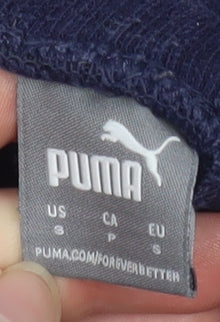 PUMA
US CA EU
S P S
PUMA.COM/FOREVERBETTER